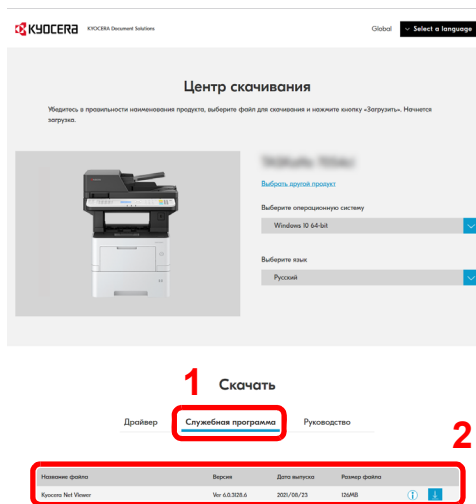 KYOCERA KYOCERA Document Solutions Global Select a language
Центр скачивания
Убедитесь в правильности наименования продукта, выберите файл для скачивания и нажмите кнопку «Загрузить». Начнется
загрузка.
Выбрать другой продукт
Выберите операционную систему
Windows 10 64-bit
Выберите язык
Русский
1 Скачать
Драйвер Служебная программа Руководство
2
Название файла Версия Дата выпуска Размер файла
Kyocera Net Viewer Ver 6.0.3128.6 2021/08/23 126MB